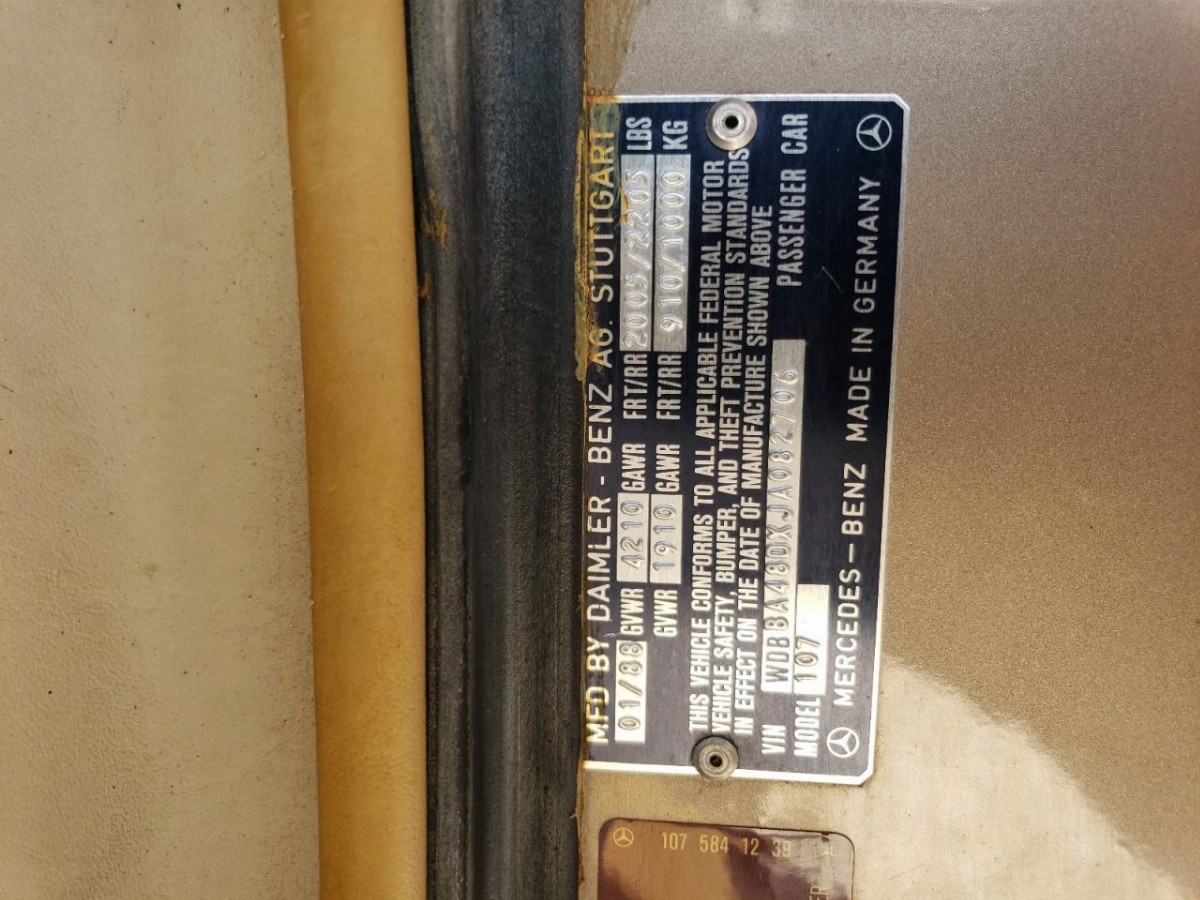 MFD BY DAIMLER - BENZ AG. STUTTGART
01/88 GVWR 4210 GAWR FRT/RR 2005/2205 LBS
GVWR 1910 GAWR FRT/RR 910/1000 KG
THIS VEHICLE CONFORMS TO ALL APPLICABLE FEDERAL MOTOR
VEHICLE SAFETY, BUMPER, AND THEFT PREVENTION STANDARDS
IN EFFECT ON THE DATE OF MANUFACTURE SHOWN ABOVE
VIN WDBBA48DXJA082706 PASSENGER CAR
MODEL 107
MERCEDES-BENZ MADE IN GERMANY
107 584 12 39